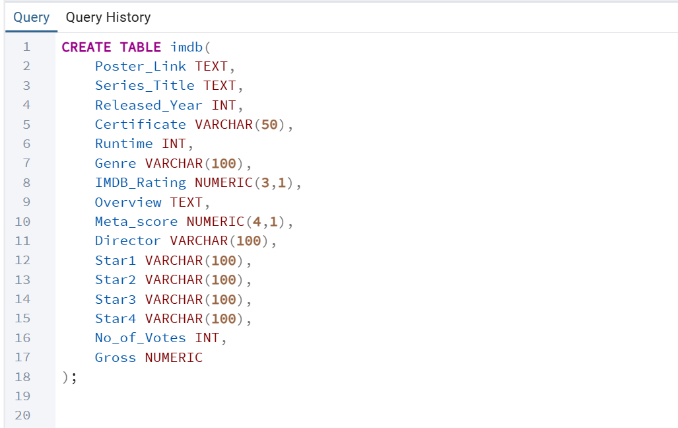 Query Query History
1 CREATE TABLE imdb(
2 Poster_Link TEXT,
3 Series_Title TEXT,
4 Released_Year INT,
5 Certificate VARCHAR(50),
6 Runtime INT,
7 Genre VARCHAR(100),
8 IMDB_Rating NUMERIC(3,1),
9 Overview TEXT,
10 Meta_score NUMERIC(4,1),
11 Director VARCHAR(100),
12 Star1 VARCHAR(100),
13 Star2 VARCHAR(100),
14 Star3 VARCHAR(100),
15 Star4 VARCHAR(100),
16 No_of_Votes INT,
17 Gross NUMERIC
18 );
19
20